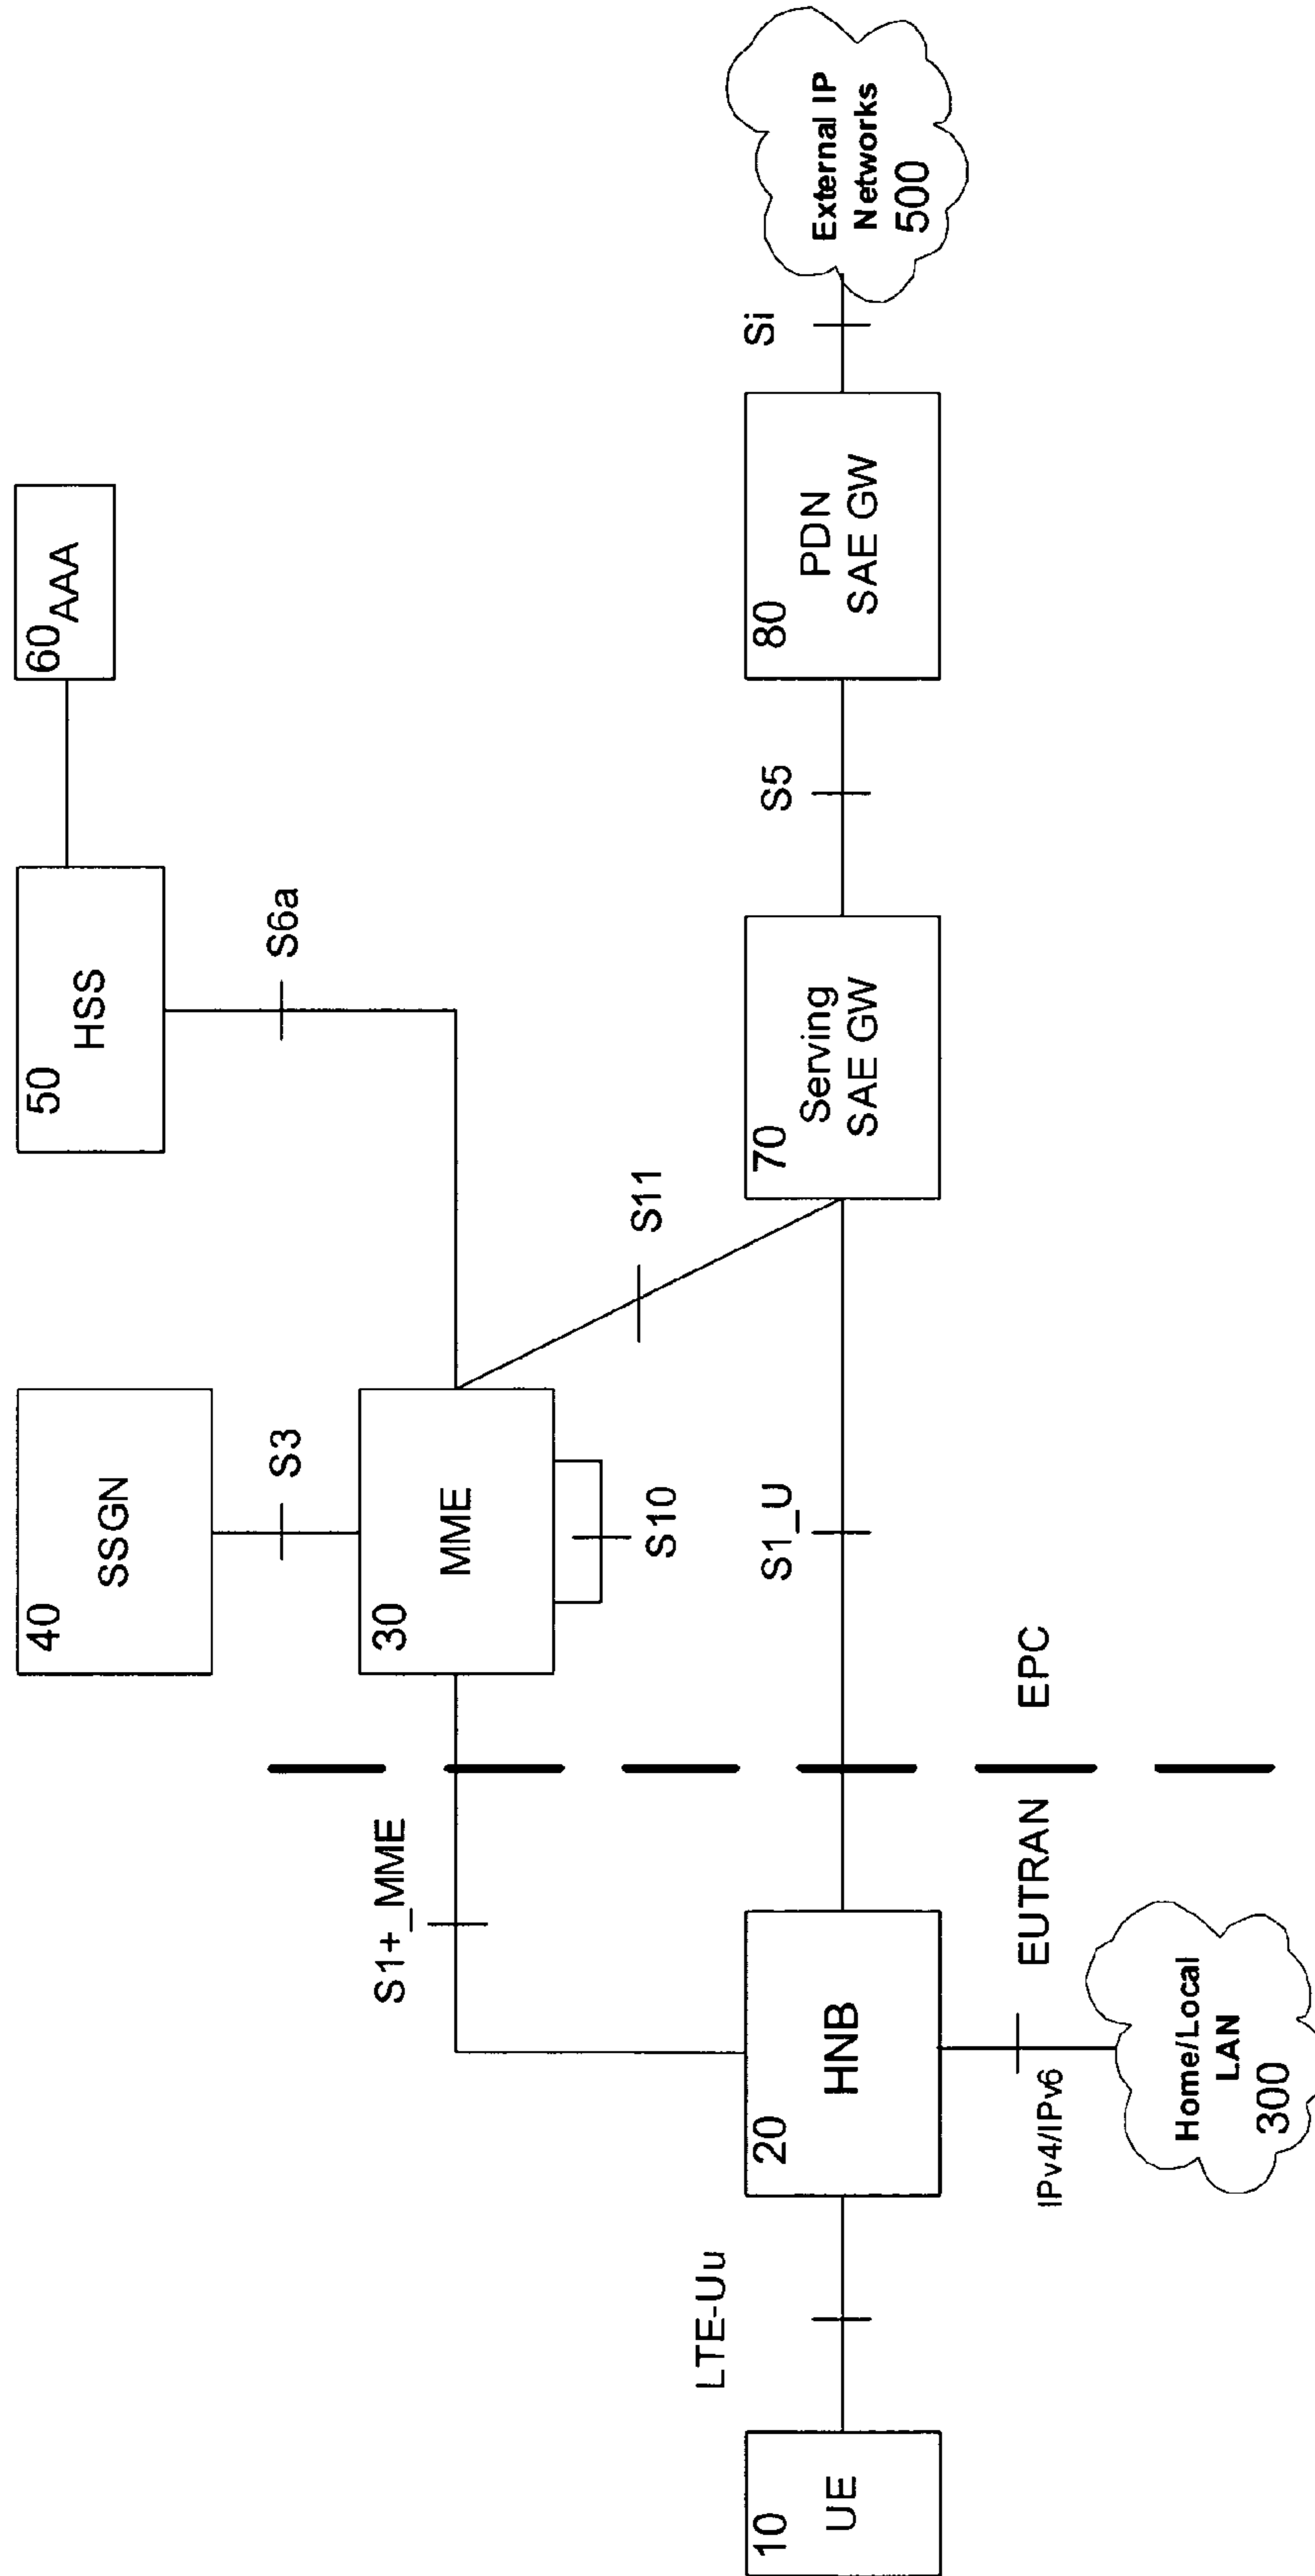 40
SSGN
50
HSS
60
AAA
S3
S6a
S1+_MME
30
MME
S10
S11
LTE-Uu
S1_U
S5
Si
10
UE
20
HNB
70
Serving
SAE GW
80
PDN
SAE GW
External IP
Networks
500
IPv4/IPv6
EUTRAN
EPC
Home/Local
LAN
300